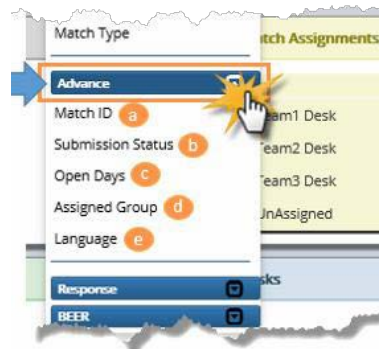 Match Type
tch Assignments
Advance
Match ID a
Team1 Desk
Submission Status b
Team2 Desk
Open Days c
Team3 Desk
Assigned Group d
UnAssigned
Language e
sks
Response
BEER